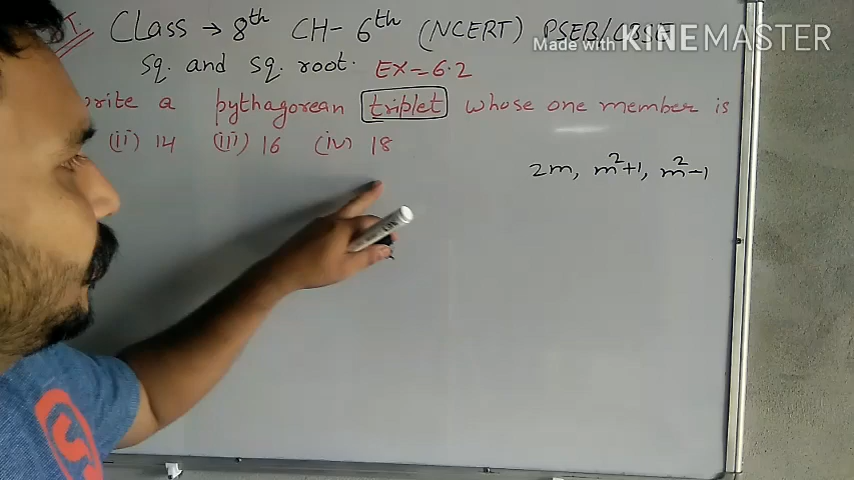 Class → 8th CH- 6th (NCERT) PSEB/CBSE
Made with KINEMASTER
Sq. and Sq. root. EX = 6.2
write a pythagorean triplet whose one member is
(ii) 14 (iii) 16 (iv) 18
2m, m²+1, m²-1